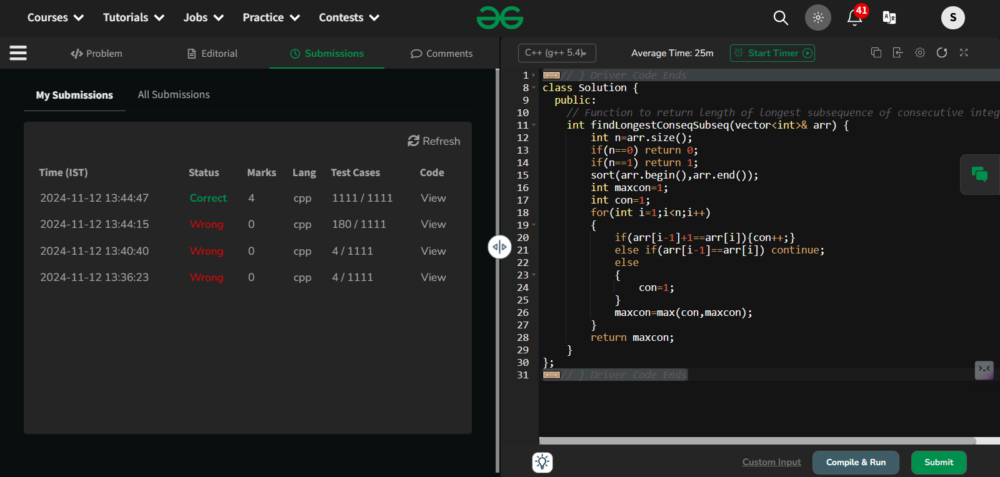 Courses Tutorials Jobs Practice Contests 41 S
Problem Editorial Submissions Comments
My Submissions All Submissions
Refresh
Time (IST) Status Marks Lang Test Cases Code
2024-11-12 13:44:47 Correct 4 cpp 1111 / 1111 View
2024-11-12 13:44:15 Wrong 0 cpp 180 / 1111 View
2024-11-12 13:40:40 Wrong 0 cpp 4 / 1111 View
2024-11-12 13:36:23 Wrong 0 cpp 4 / 1111 View
C++ (g++ 5.4) Average Time: 25m Start Timer
1 // } Driver Code Ends
8 class Solution {
9 public:
10 // Function to return length of longest subsequence of consecutive integ
11 int findLongestConseqSubseq(vector<int>& arr) {
12 int n=arr.size();
13 if(n==0) return 0;
14 if(n==1) return 1;
15 sort(arr.begin(),arr.end());
16 int maxcon=1;
17 int con=1;
18 for(int i=1;i<n;i++)
19 {
20 if(arr[i-1]+1==arr[i]){con++;}
21 else if(arr[i-1]==arr[i]) continue;
22 else
23 {
24 con=1;
25 }
26 maxcon=max(con,maxcon);
27 }
28 return maxcon;
29 }
30 };
31 // } Driver Code Ends
Custom Input Compile & Run Submit